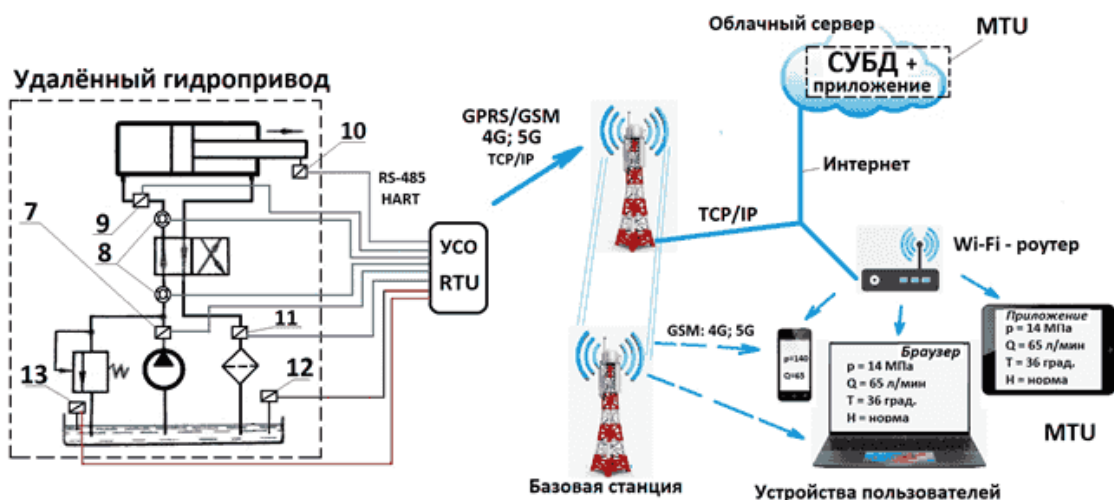 Удалённый гидропривод
10
9
8
7
11
12
13
RS-485
HART
УСО
RTU
GPRS/GSM
4G; 5G
TCP/IP
Облачный сервер
MTU
СУБД +
приложение
Интернет
TCP/IP
Wi-Fi - роутер
GSM: 4G; 5G
p=140
Q=65
Браузер
p = 14 МПа
Q = 65 л/мин
T = 36 град.
H = норма
Приложение
p = 14 МПа
Q = 65 л/мин
T = 36 град.
H = норма
MTU
Базовая станция
Устройства пользователей